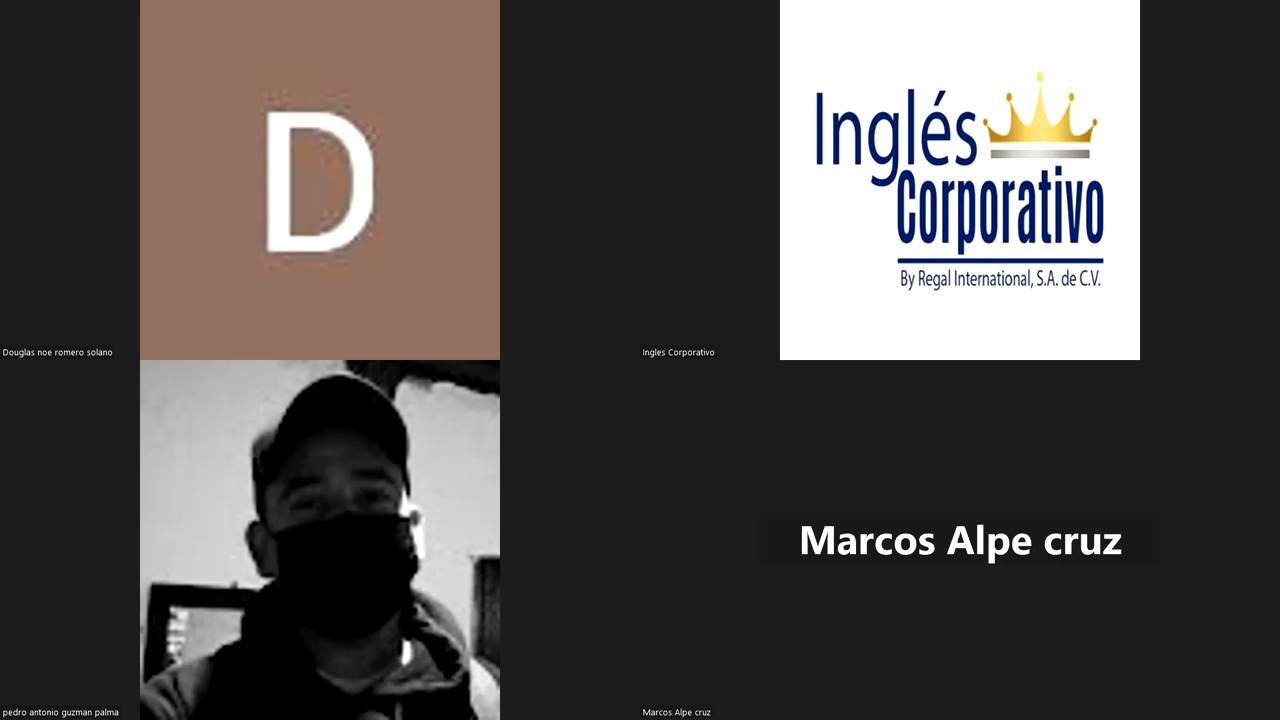 D
Inglés
Corporativo
By Regal International, S.A. de C.V.
Douglas noe romero solano
Ingles Corporativo
Marcos Alpe cruz
pedro antonio guzman palma
Marcos Alpe cruz